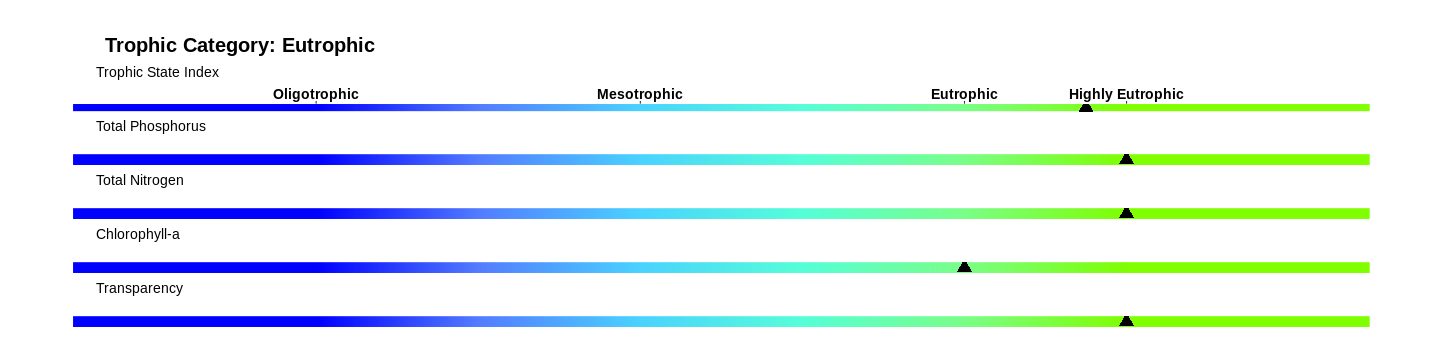 Trophic Category: Eutrophic
Trophic State Index
Oligotrophic Mesotrophic Eutrophic Highly Eutrophic
Total Phosphorus
Total Nitrogen
Chlorophyll-a
Transparency